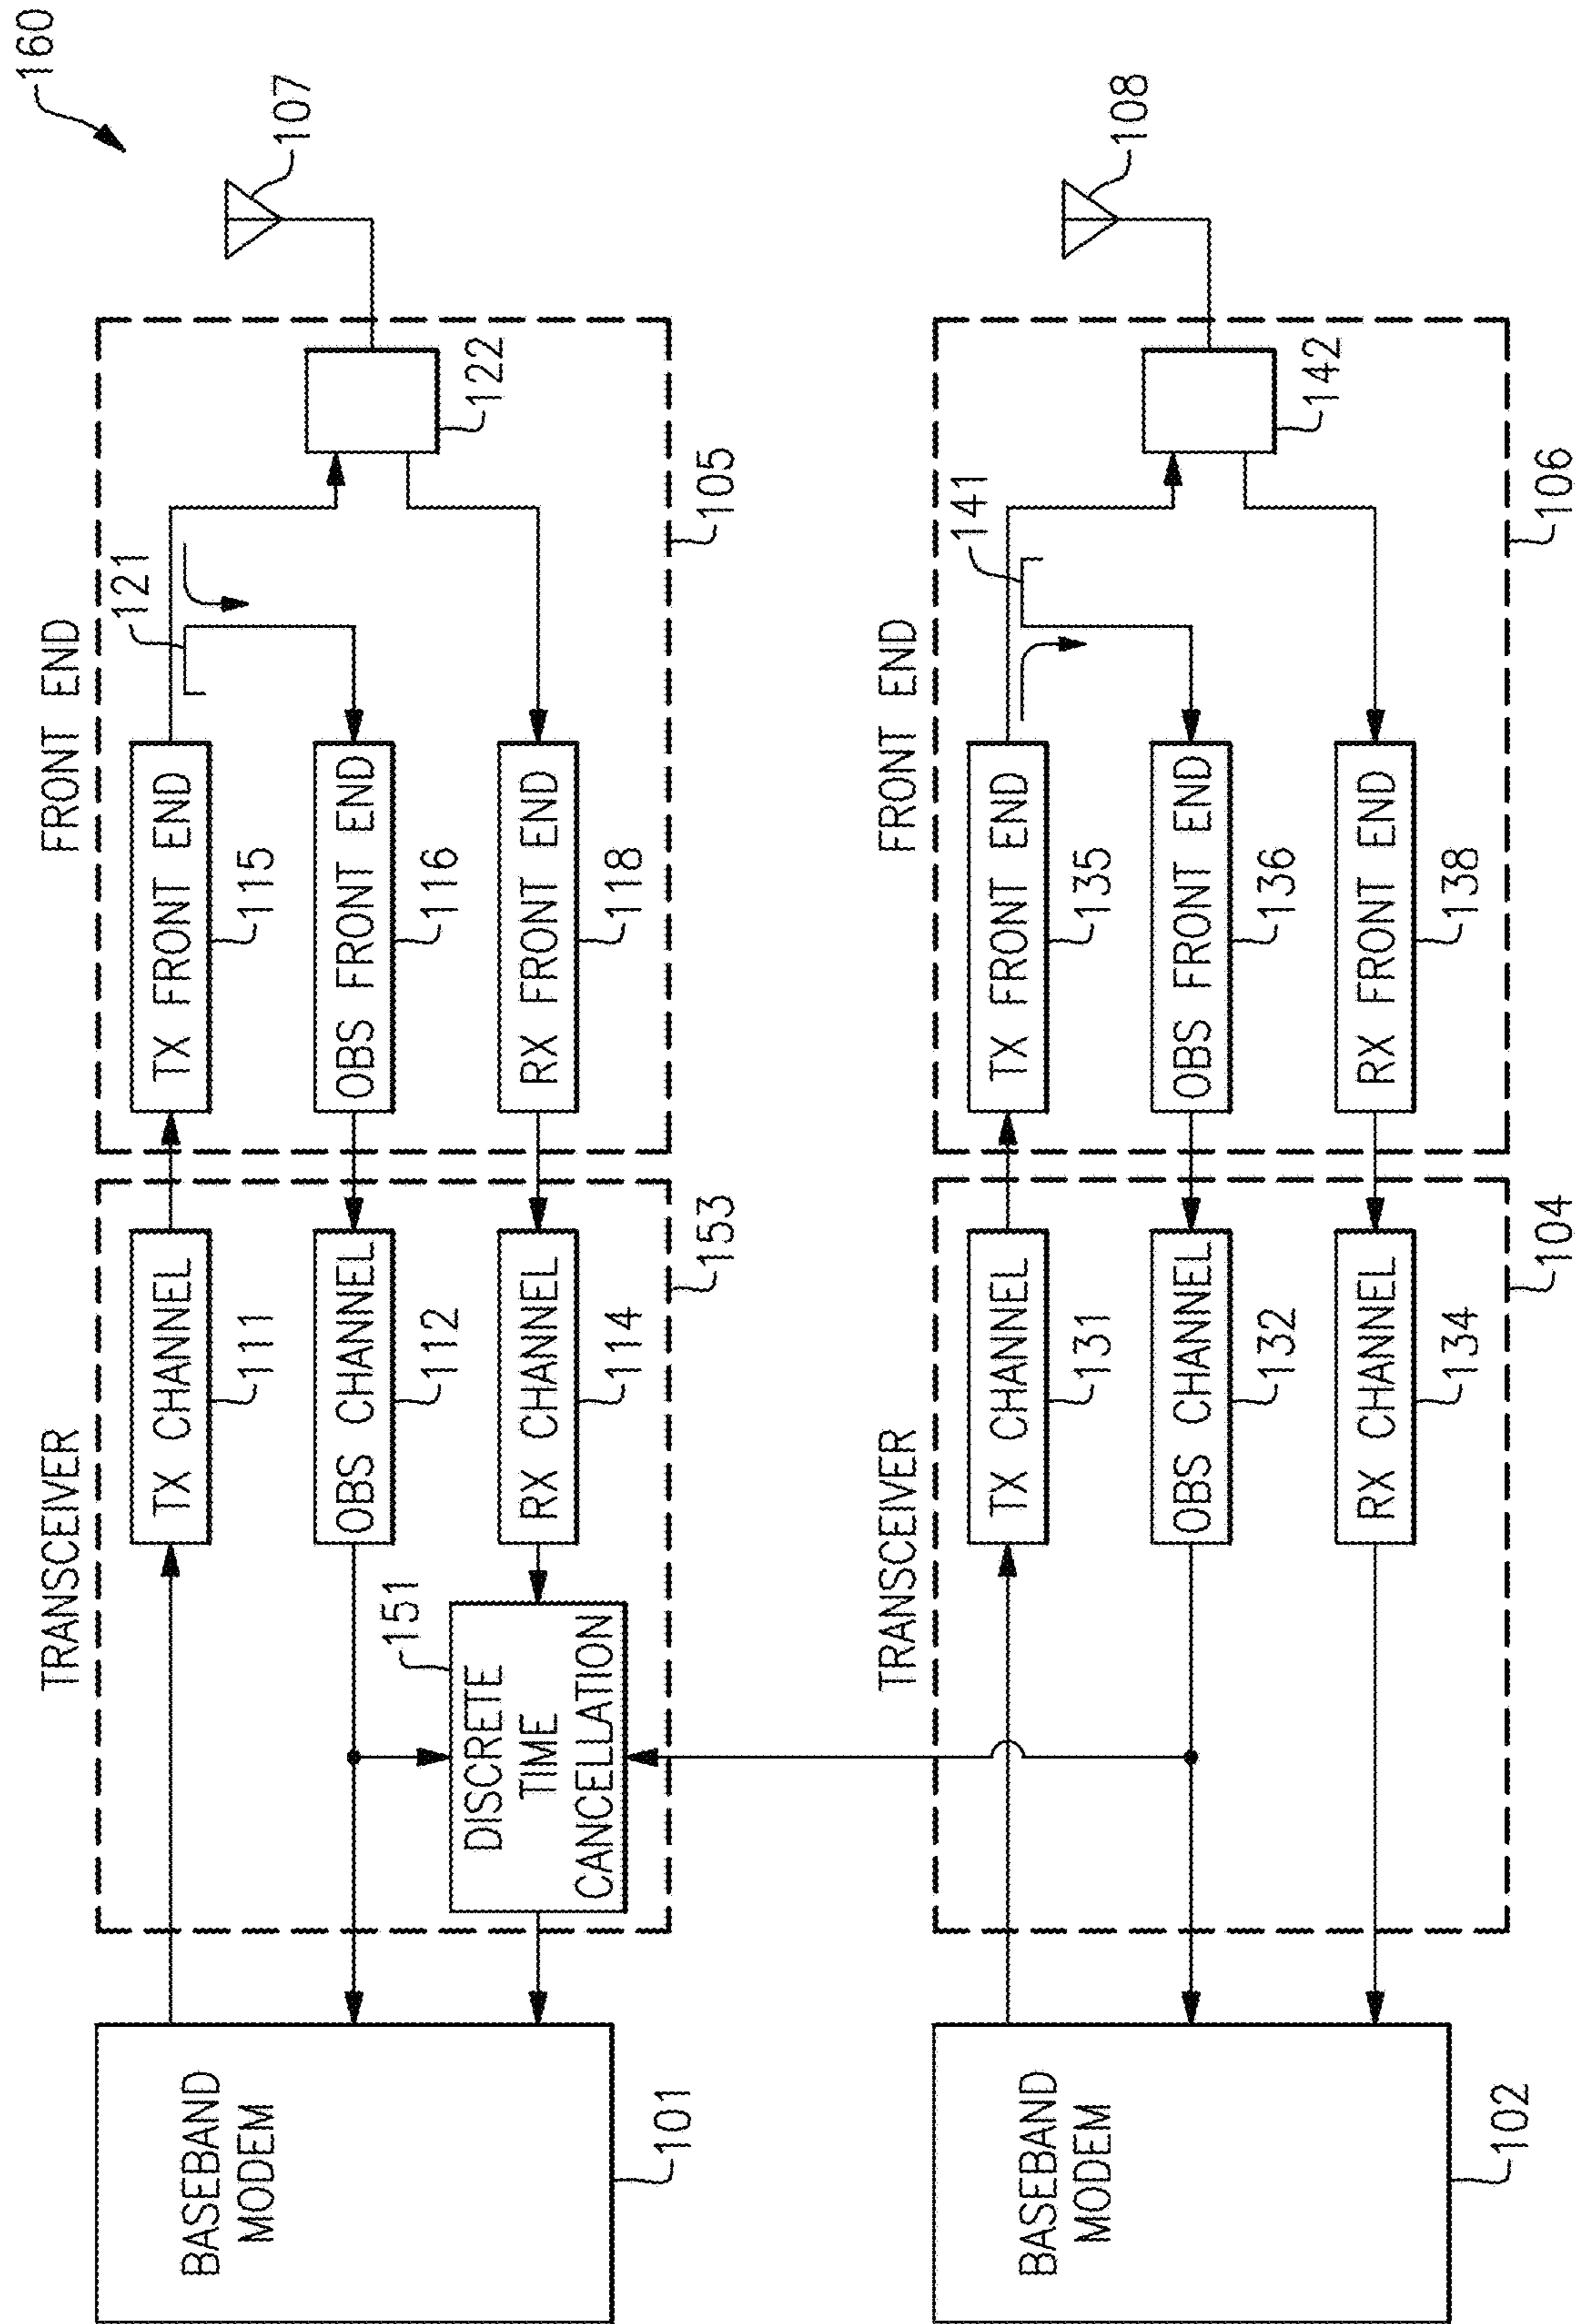 160
TRANSCEIVER
FRONT END
107
121
TX CHANNEL
TX FRONT END
111
115
122
OBS CHANNEL
OBS FRONT END
151
112
116
DISCRETE
TIME
CANCELLATION
RX CHANNEL
RX FRONT END
114
118
BASEBAND
MODEM
101
153
105
TRANSCEIVER
FRONT END
108
141
TX CHANNEL
TX FRONT END
131
135
142
OBS CHANNEL
OBS FRONT END
132
136
RX CHANNEL
RX FRONT END
134
138
BASEBAND
MODEM
102
104
106